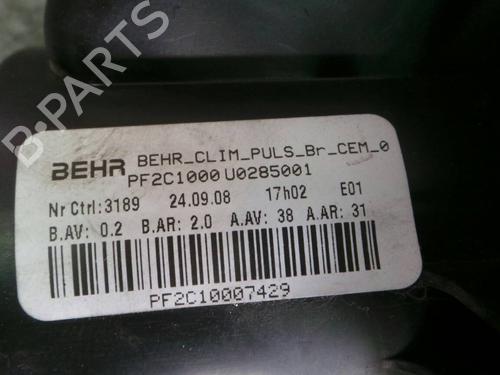 B-PARTS
BEHR BEHR_CLIM_PULS_Br_CEM_0
PF2C1000 U0285001
Nr Ctrl:3189 24.09.08 17h02 E01
B.AV: 0.2 B.AR: 2.0 A.AV: 38 A.AR: 31
PF2C10007429